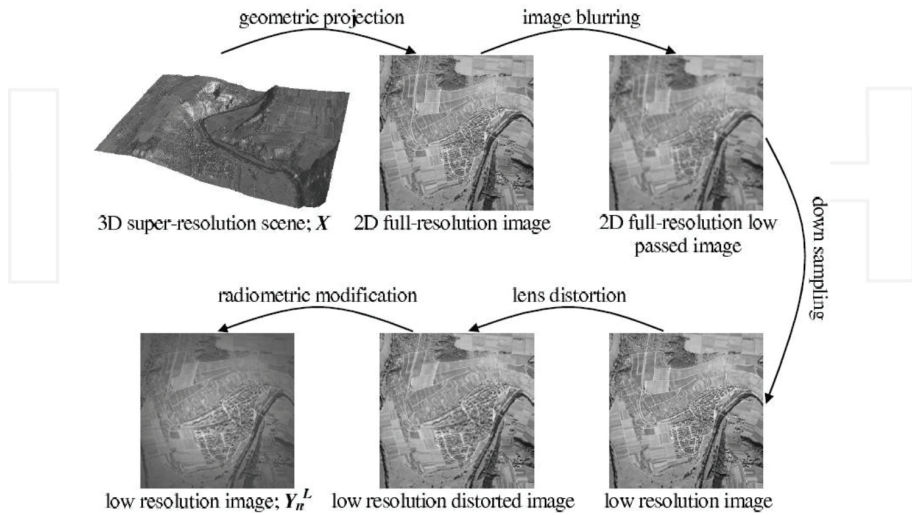 geometric projection
image blurring
3D super-resolution scene; X
2D full-resolution image
2D full-resolution low
passed image
down sampling
radiometric modification
lens distortion
low resolution image; Yₙᴸ
low resolution distorted image
low resolution image